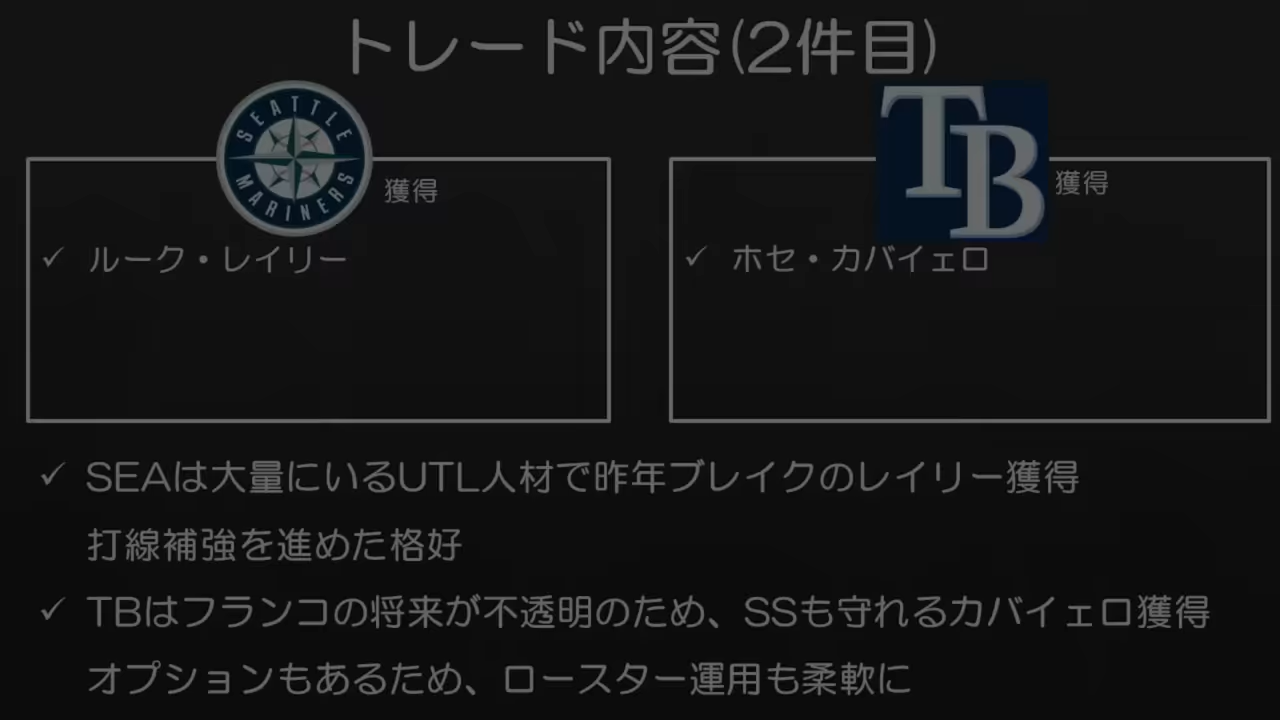 トレード内容(2件目)
SEATTLE
MARINERS
獲得
TB
獲得
✓ ルーク・レイリー
✓ ホセ・カバイェロ
✓ SEAは大量にいるUTL人材で昨年ブレイクのレイリー獲得
打線補強を進めた格好
✓ TBはフランコの将来が不透明のため、SSも守れるカバイェロ獲得
オプションもあるため、ロースター運用も柔軟に